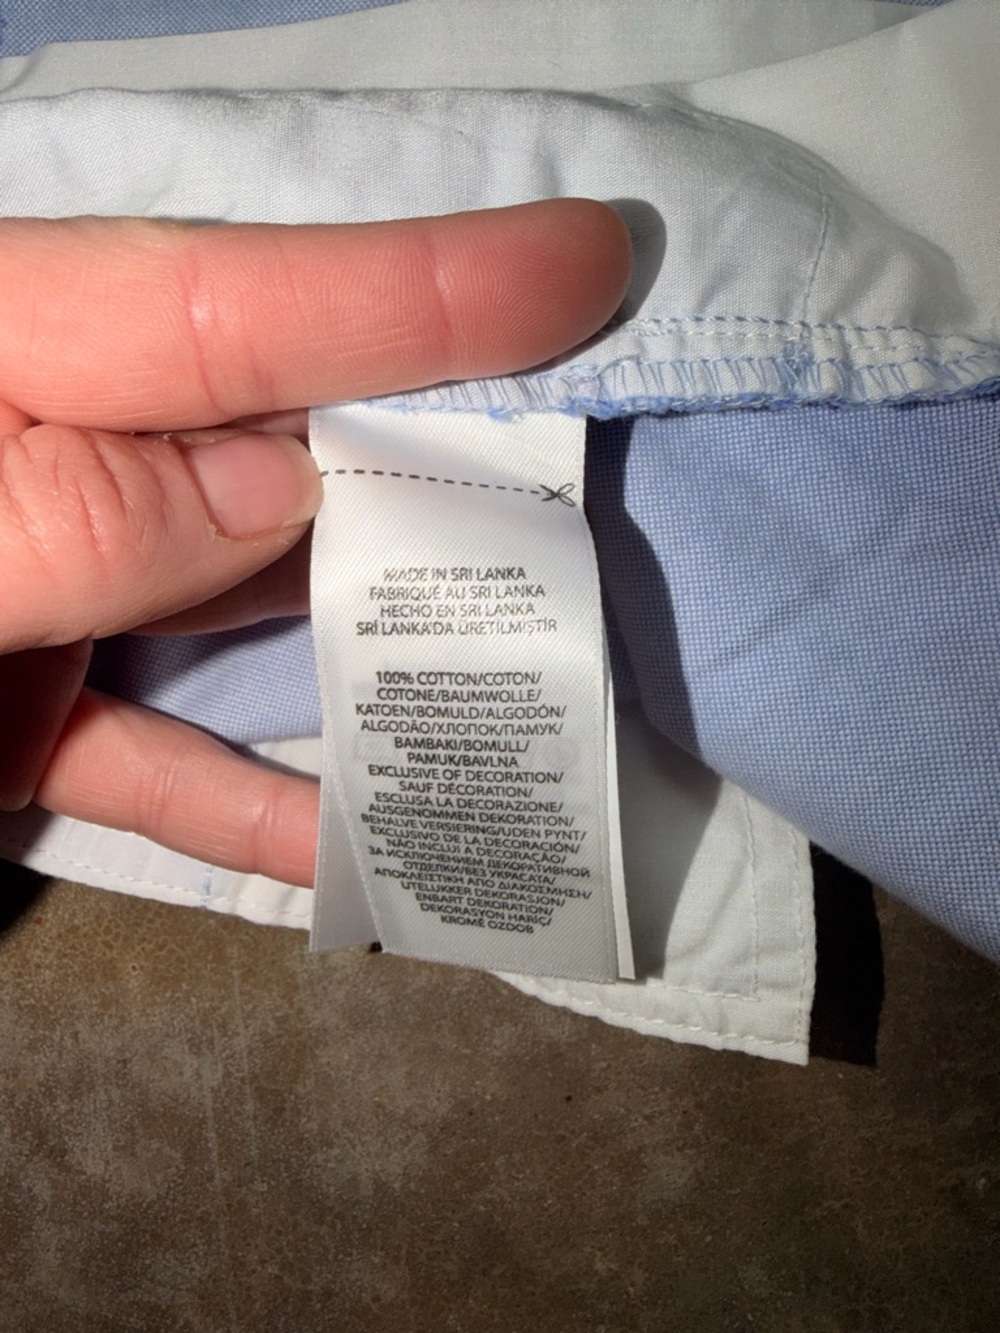 MADE IN SRI LANKA
FABRIQUÉ AU SRI LANKA
HECHO EN SRI LANKA
SRİ LANKA'DA ÜRETİLMİŞTİR
100% COTTON/COTON/
COTONE/BAUMWOLLE/
KATOEN/BOMULD/ALGODÓN/
ALGODÃO/ХЛОПОК/ПАМУК/
BAMBAKI/BOMULL/
PAMUK/BAVLNA
EXCLUSIVE OF DECORATION/
SAUF DÉCORATION/
ESCLUSA LA DECORAZIONE/
AUSGENOMMEN DEKORATION/
BEHALVE VERSIERING/UDEN PYNT/
EXCLUSIVO DE LA DECORACIÓN/
NÃO INCLUI A DECORAÇÃO/
ЗА ИСКЛЮЧЕНИЕМ ДЕКОРАТИВНОЙ
ОТДЕЛКИ/БЕЗ УКРАСАТА/
ΑΠΟΚΛΕΙΣΤΙΚΗ ΑΠΟ ΔΙΑΚΟΣΜΗΣΗ/
UTELUKKER DEKORASJON/
ENBART DEKORATION/
DEKORASYON HARİÇ/
KROMĚ OZDOB